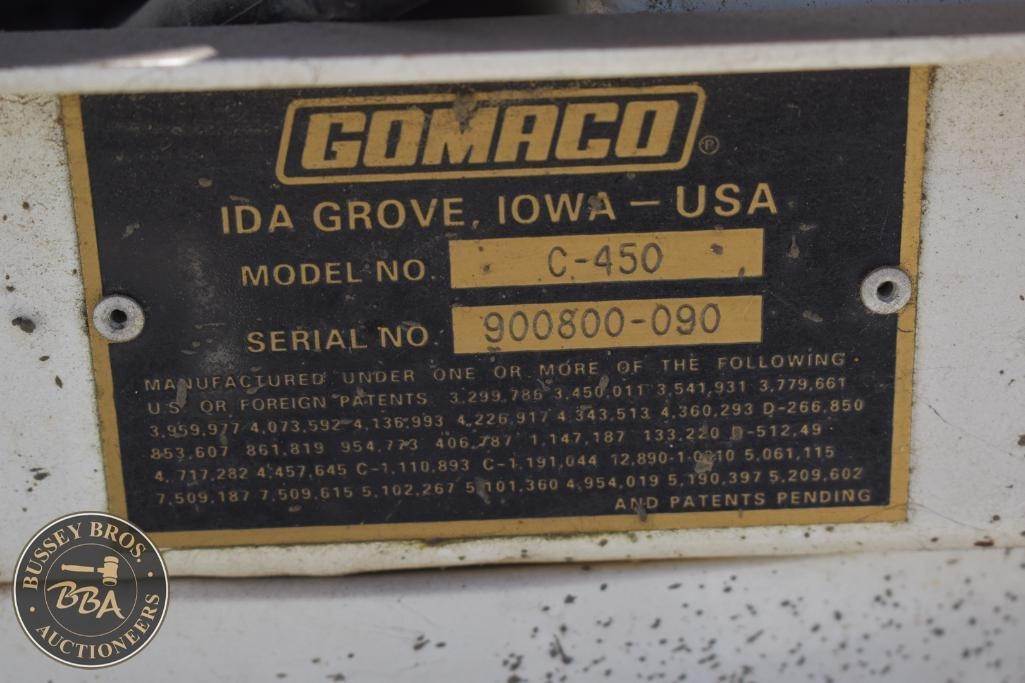 GOMACO ®
IDA GROVE, IOWA — USA
MODEL NO. C-450
SERIAL NO. 900800-090
MANUFACTURED UNDER ONE OR MORE OF THE FOLLOWING
U.S. OR FOREIGN PATENTS 3,299,786 3,450,011 3,541,931 3,779,661
3,959,977 4,073,592 4,136,993 4,226,917 4,343,513 4,360,293 D-266,850
853,607 861,819 954,773 406,787 1,147,187 133,220 D-512,49
4,717,282 4,457,645 C-1,110,893 C-1,191,044 5,061,115
7,509,187 7,509,615 5,102,267 5,101,360 4,954,019 5,190,397 5,209,602
AND PATENTS PENDING
BUSSEY BROS.
BBA
AUCTIONEERS